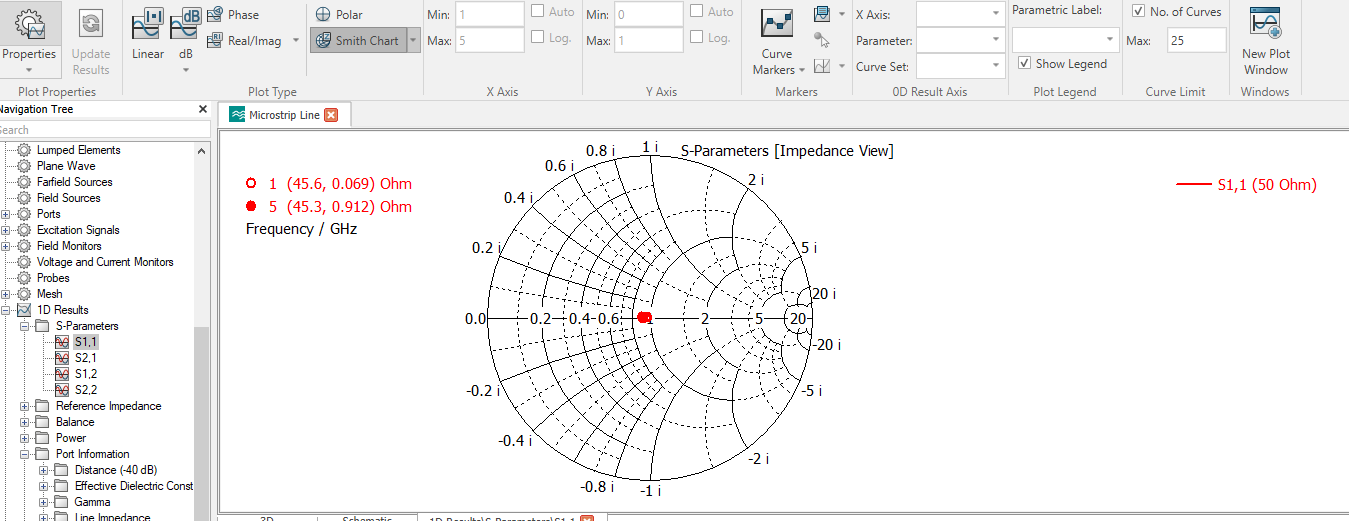 Properties
Update
Results
Plot Properties
Linear
dB
dB
Phase
Real/Imag
Polar
Smith Chart
Plot Type
Min: 1 Auto
Max: 5 Log.
X Axis
Min: 0 Auto
Max: 1 Log.
Y Axis
Curve
Markers
Markers
X Axis:
Parameter:
Curve Set:
0D Result Axis
Parametric Label:
Show Legend
Plot Legend
No. of Curves
Max: 25
Curve Limit
New Plot
Window
Windows
Navigation Tree
Search
Lumped Elements
Plane Wave
Farfield Sources
Field Sources
Ports
Excitation Signals
Field Monitors
Voltage and Current Monitors
Probes
Mesh
1D Results
S-Parameters
S1,1
S2,1
S1,2
S2,2
Reference Impedance
Balance
Power
Port Information
Distance (-40 dB)
Effective Dielectric Const
Gamma
Line Impedance
Microstrip Line
S-Parameters [Impedance View]
1 (45.6, 0.069) Ohm
5 (45.3, 0.912) Ohm
Frequency / GHz
S1,1 (50 Ohm)
1 i
0.8 i
0.6 i
0.4 i
0.2 i
2 i
5 i
20 i
0.0 0.2 0.4 0.6 1 2 5 20
-20 i
-5 i
-2 i
-1 i
-0.8 i
-0.4 i
-0.2 i
3D
Schematic
1D Results\S-Parameters\S1,1